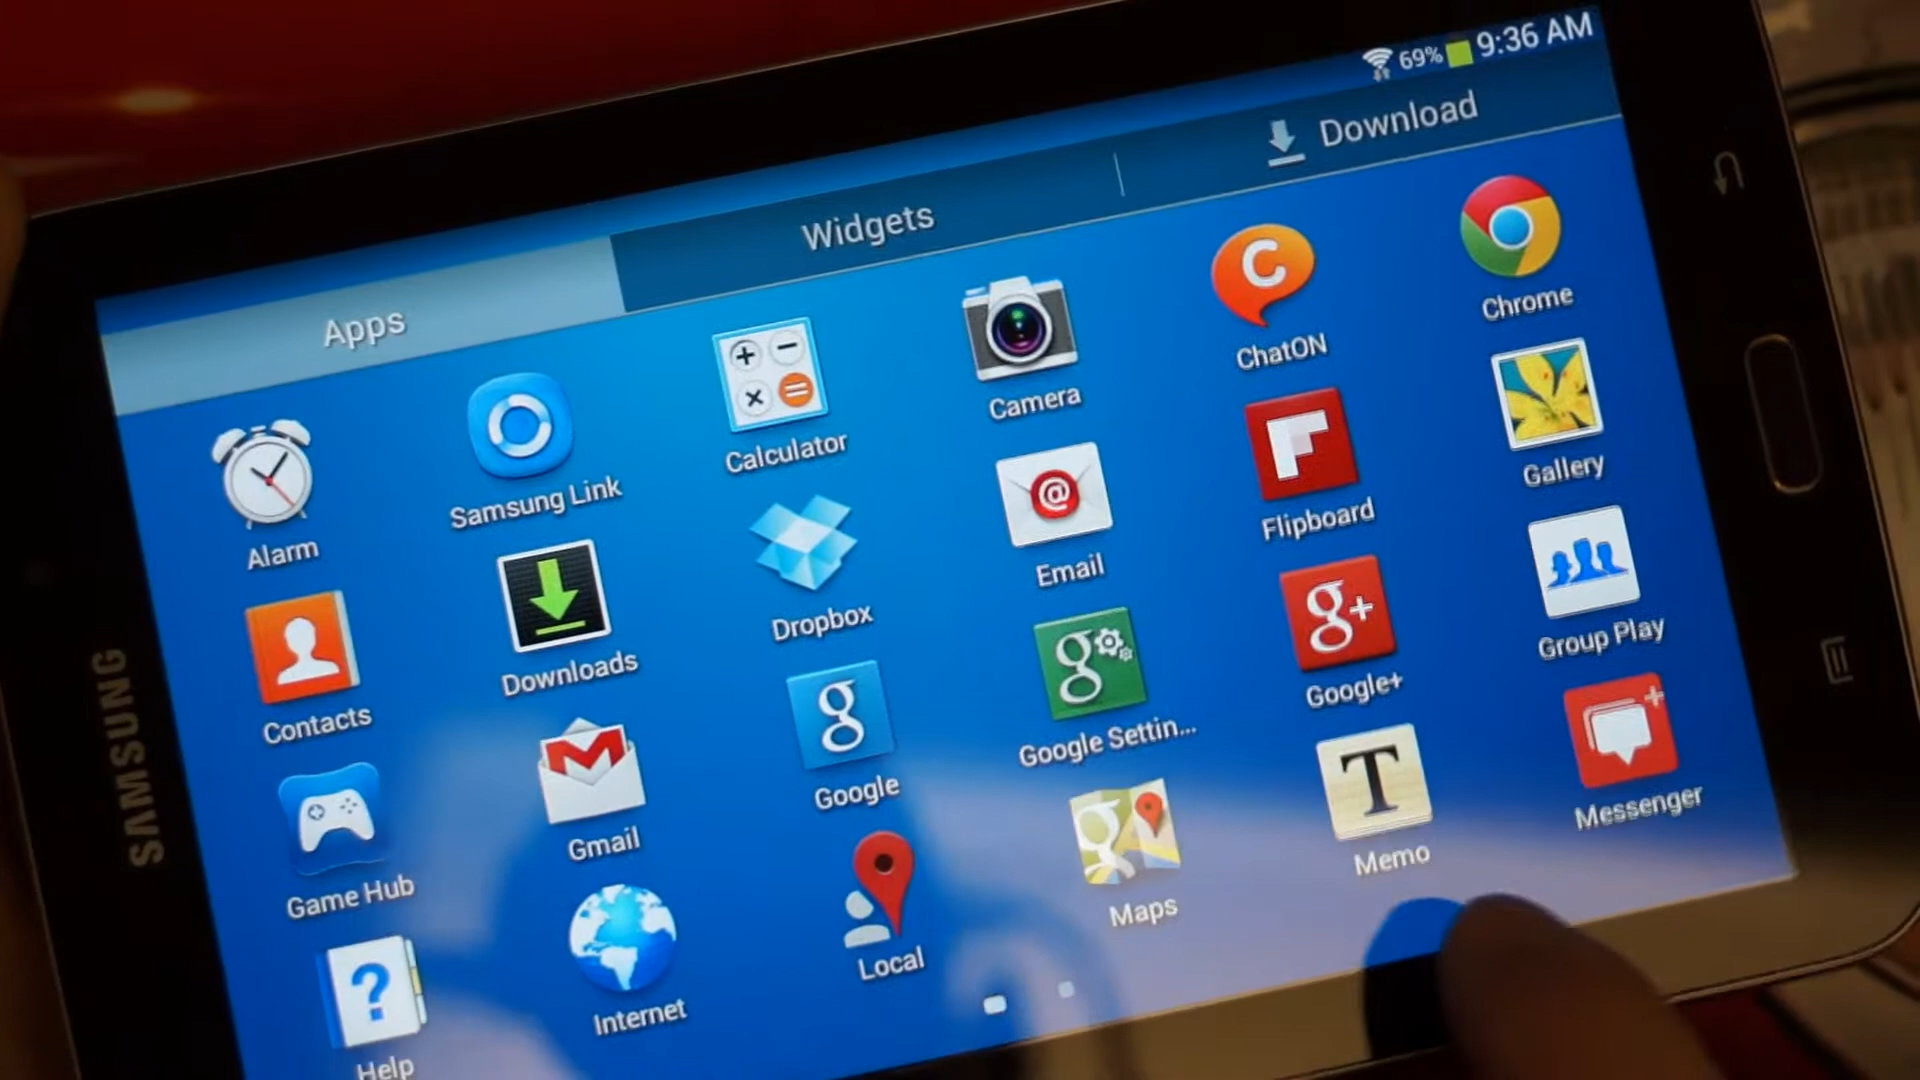 69% 9:36 AM
Apps
Widgets
Download
Alarm
Samsung Link
Calculator
Camera
ChatON
Chrome
Contacts
Downloads
Dropbox
Email
Flipboard
Gallery
Game Hub
Gmail
Google
Google Settin...
Google+
Group Play
Help
Internet
Local
Maps
Memo
Messenger
SAMSUNG